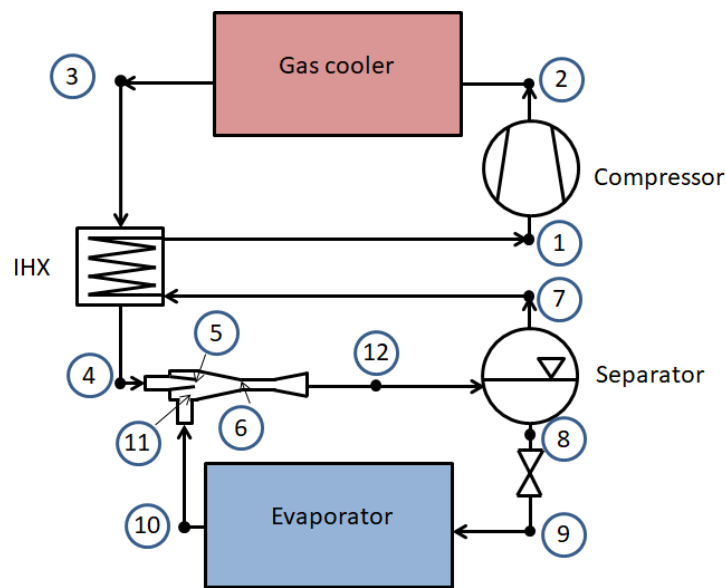 3
Gas cooler
2
Compressor
1
IHX
7
5
12
4
Separator
11
6
8
10
Evaporator
9